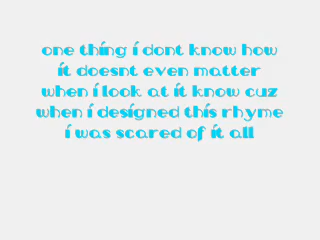 one thing i dont know how
it doesnt even matter
when i look at it know cuz
when i designed this rhyme
i was scared of it all